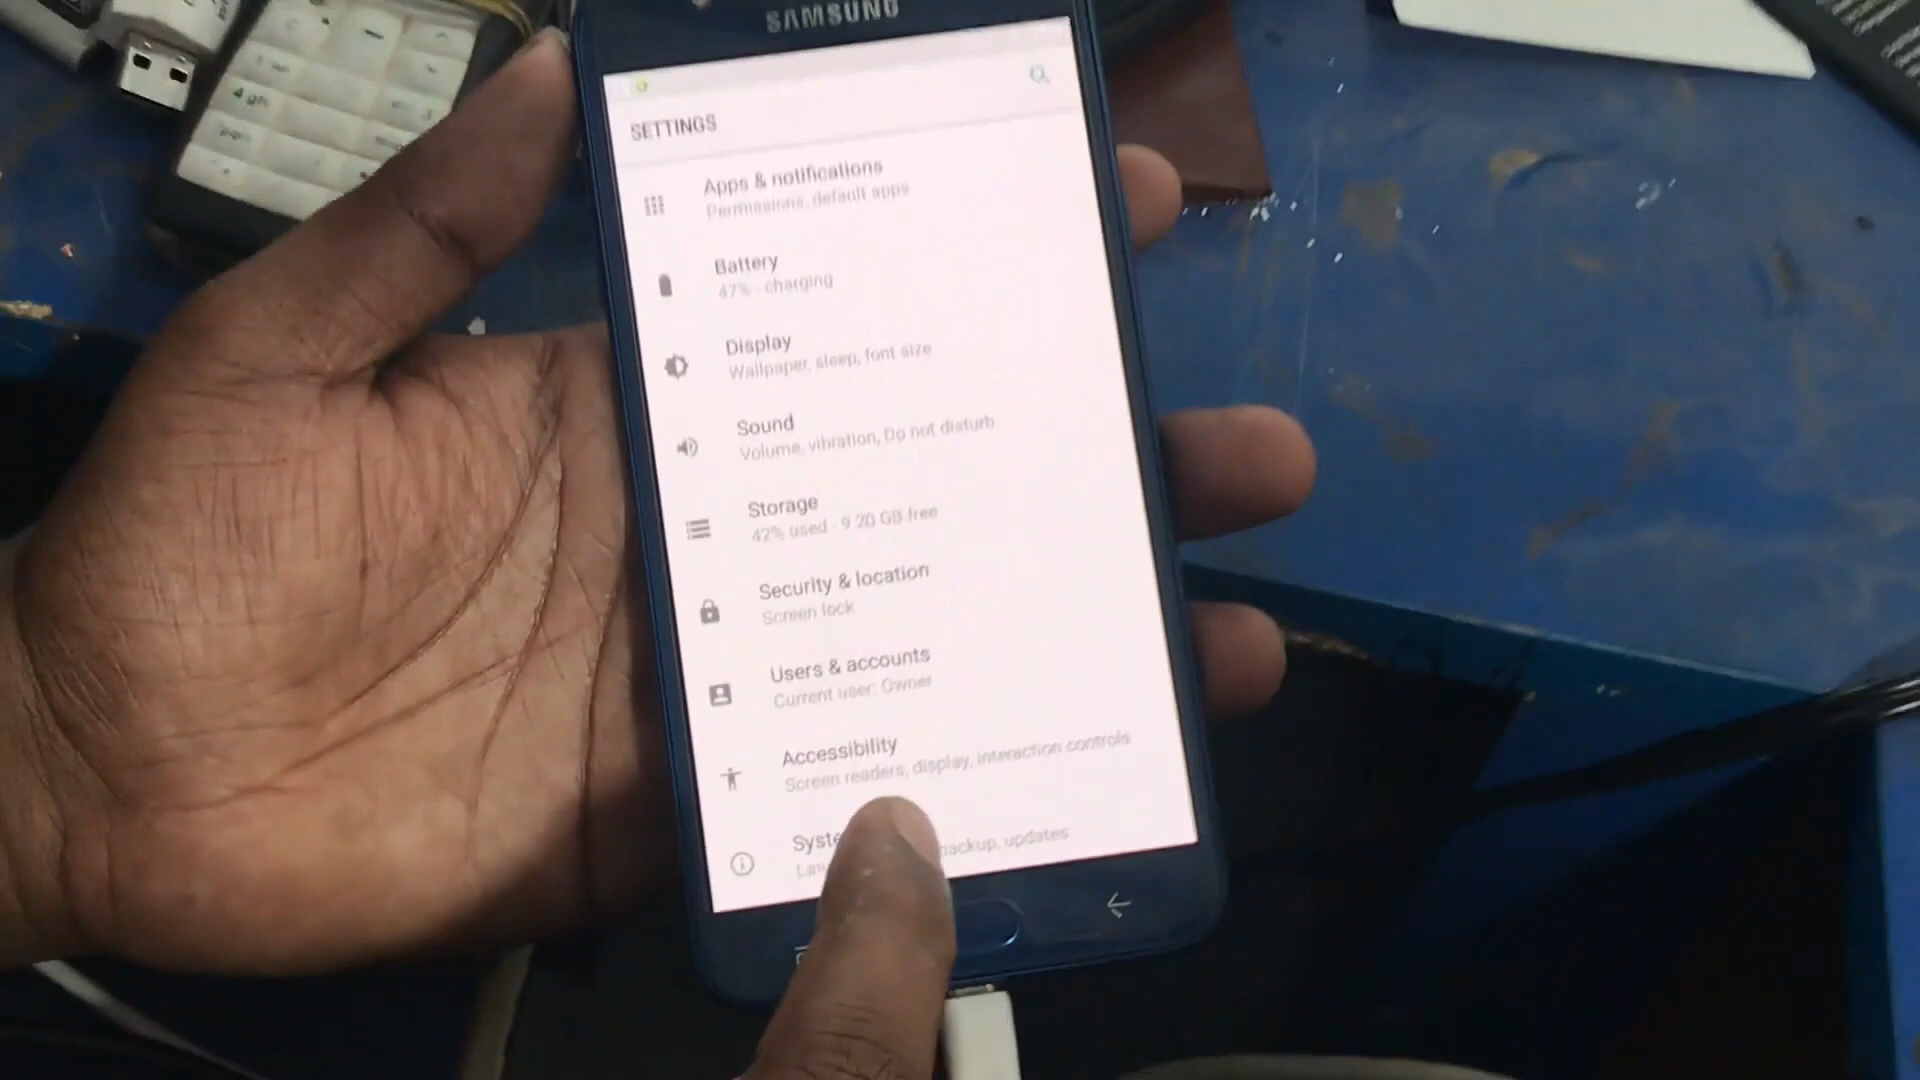 SAMSUNG
SETTINGS
Apps & notifications
Permissions, default apps
Battery
47% - charging
Display
Wallpaper, sleep, font size
Sound
Volume, vibration, Do not disturb
Storage
42% used - 9.20 GB free
Security & location
Screen lock
Users & accounts
Current user: Owner
Accessibility
Screen readers, display, interaction controls
Syste
backup, updates